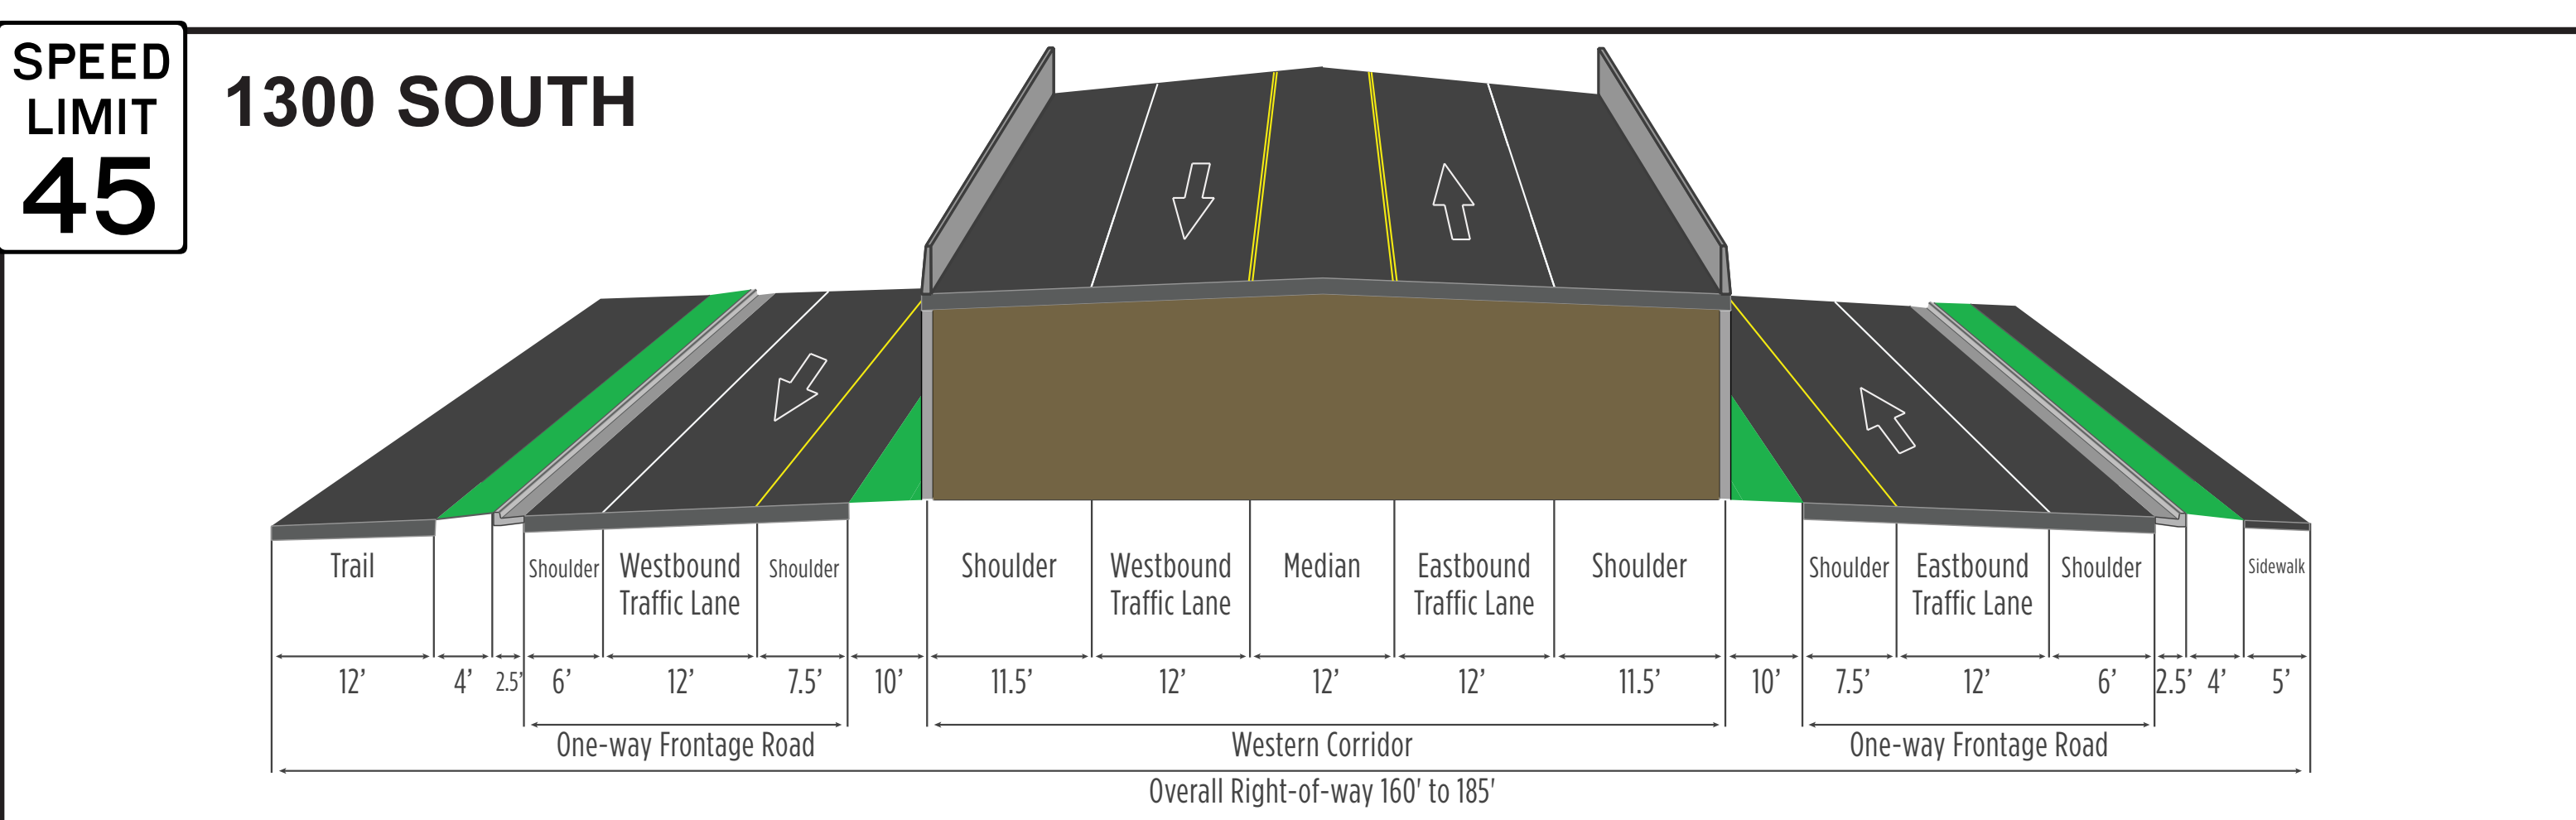 SPEED
LIMIT
45
1300 SOUTH
Trail
Shoulder
Westbound
Traffic Lane
Shoulder
Shoulder
Westbound
Traffic Lane
Median
Eastbound
Traffic Lane
Shoulder
Shoulder
Eastbound
Traffic Lane
Shoulder
Sidewalk
12’ 4’ 2.5’ 6’ 12’ 7.5’ 10’ 11.5’ 12’ 12’ 12’ 11.5’ 10’ 7.5’ 12’ 6’ 2.5’ 4’ 5’
One-way Frontage Road
Western Corridor
One-way Frontage Road
Overall Right-of-way 160' to 185'